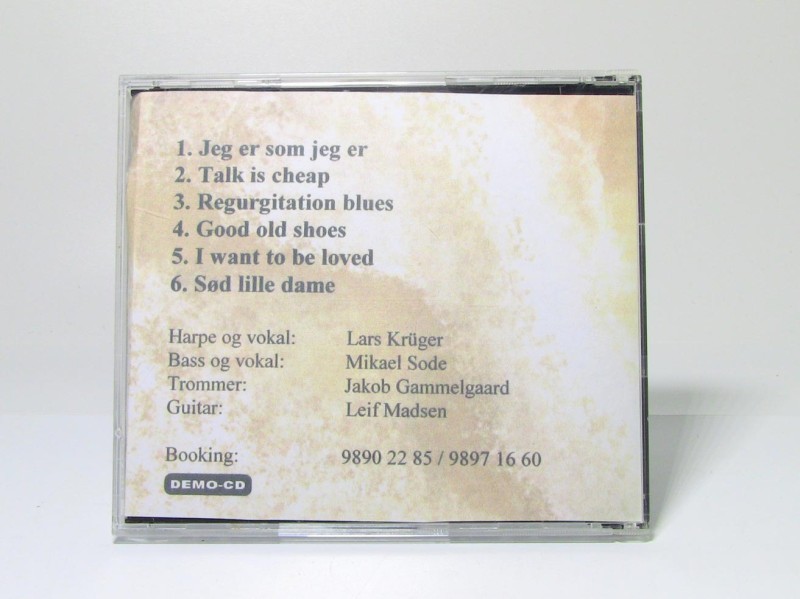 1. Jeg er som jeg er
2. Talk is cheap
3. Regurgitation blues
4. Good old shoes
5. I want to be loved
6. Sød lille dame
Harpe og vokal: Lars Krüger
Bass og vokal: Mikael Sode
Trommer: Jakob Gammelgaard
Guitar: Leif Madsen
Booking: 9890 22 85 / 9897 16 60
DEMO-CD